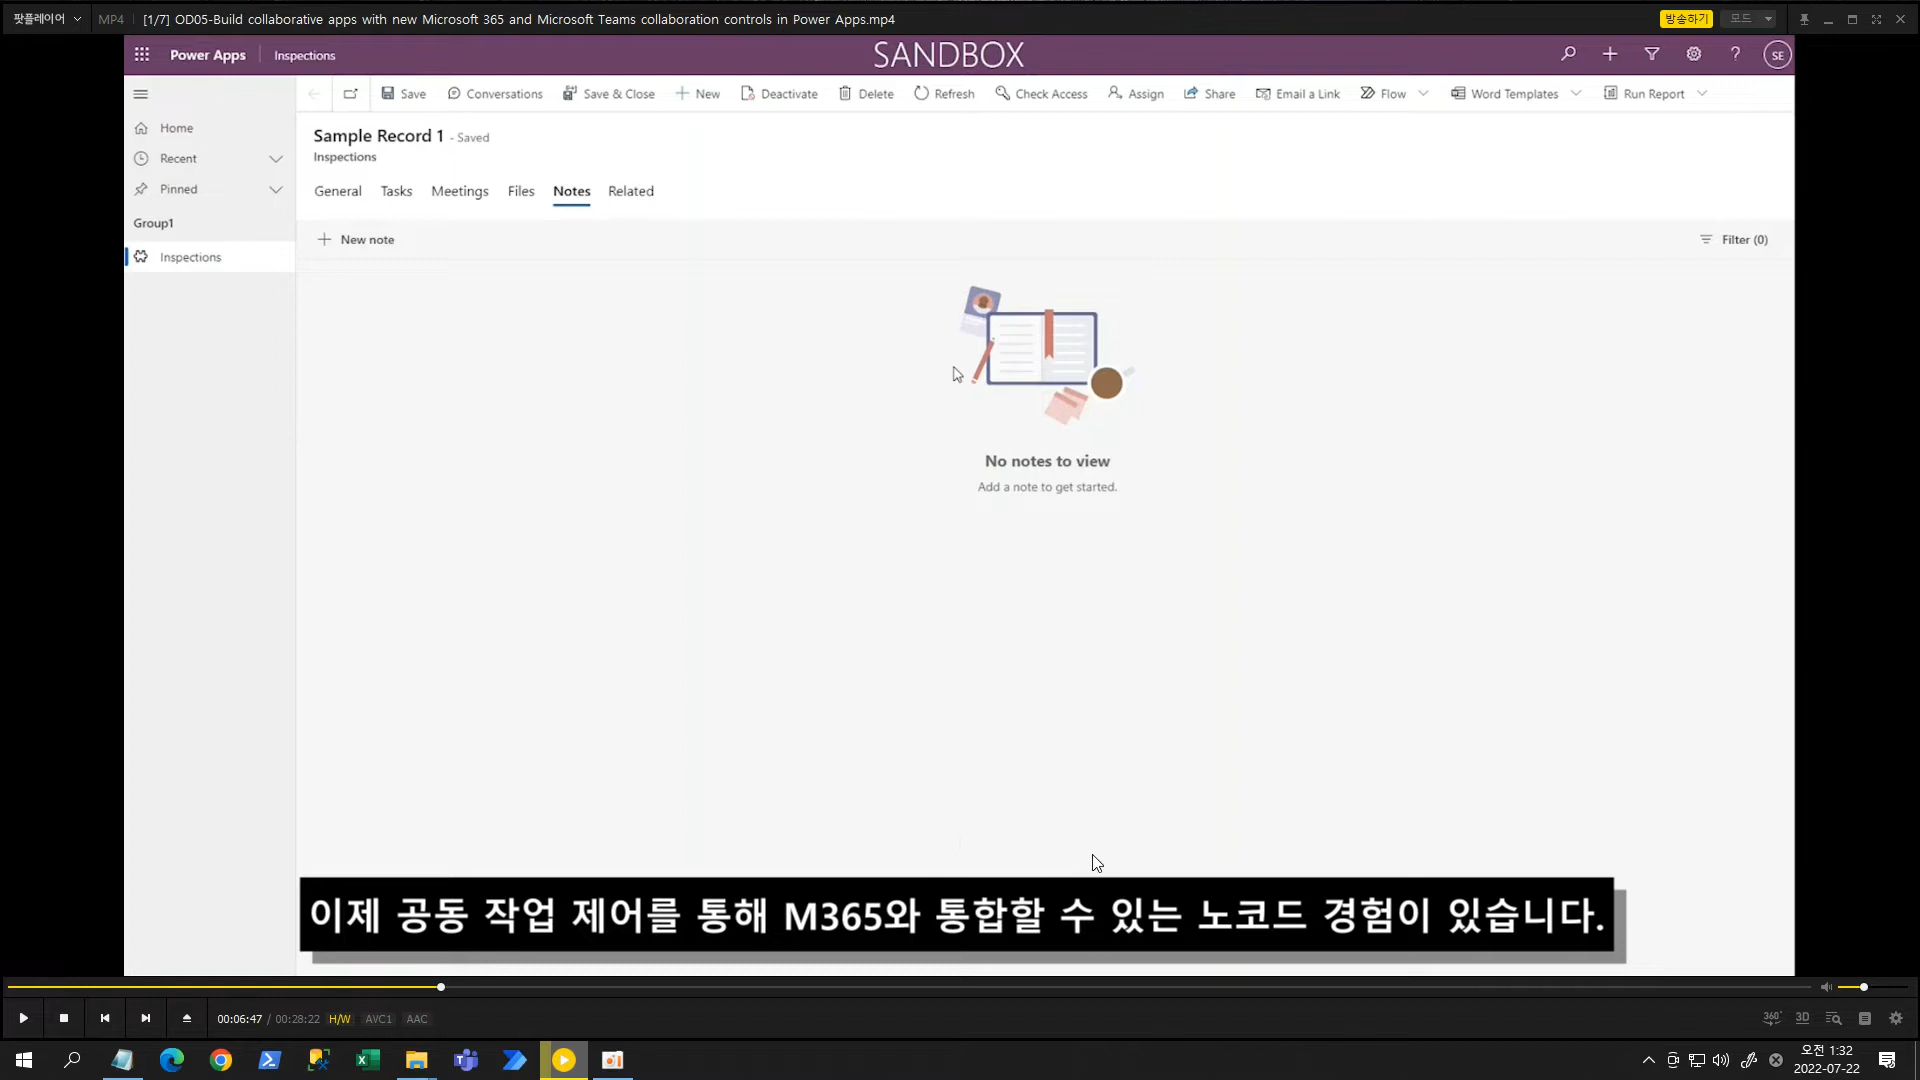 팟플레이어 MP4 [1/7] OD05-Build collaborative apps with new Microsoft 365 and Microsoft Teams collaboration controls in Power Apps.mp4 방송하기 모드
Power Apps Inspections SANDBOX ? SE
Save Conversations Save & Close New Deactivate Delete Refresh Check Access Assign Share Email a Link Flow Word Templates Run Report
Home
Recent
Pinned
Group1
Inspections
Sample Record 1 - Saved
Inspections
General Tasks Meetings Files Notes Related
New note Filter (0)
No notes to view
Add a note to get started.
이제 공동 작업 제어를 통해 M365와 통합할 수 있는 노코드 경험이 있습니다.
00:06:47 / 00:28:22 H/W AVC1 AAC 360° 3D
오전 1:32
2022-07-22